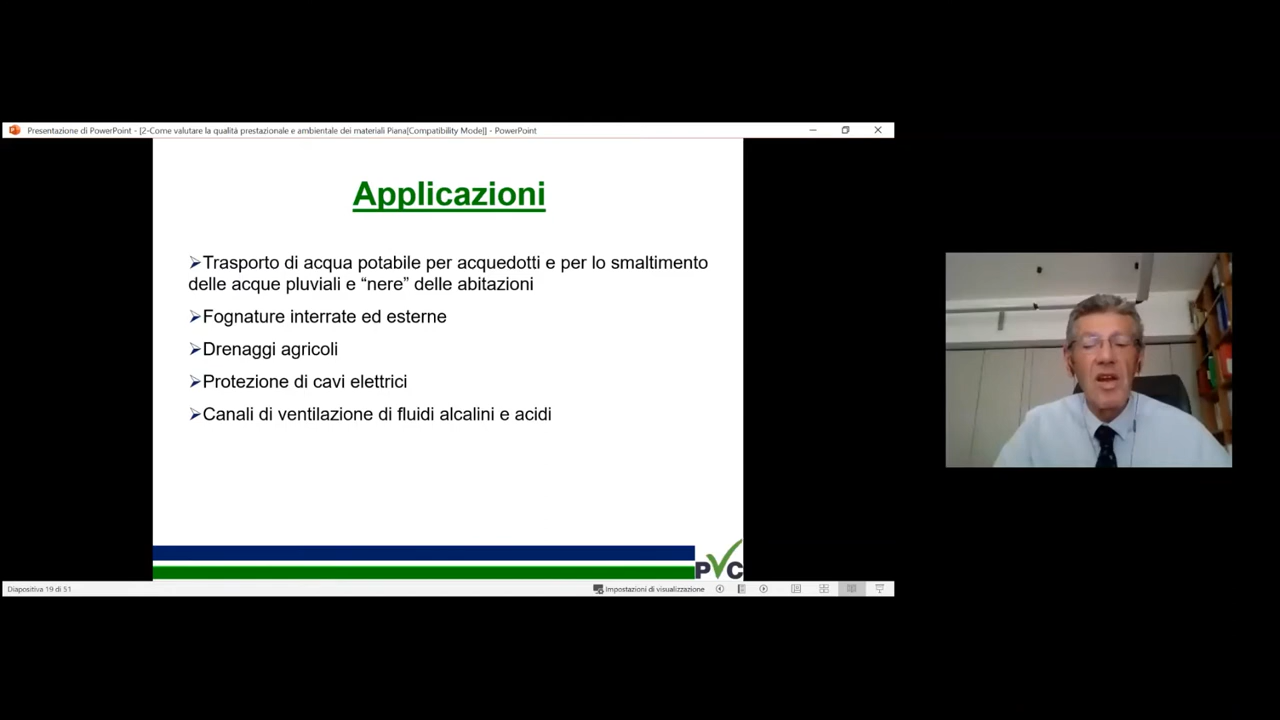 Presentazione di PowerPoint - [2-Come valutare la qualità prestazionale e ambientale dei materiali Piana[Compatibility Mode]] - PowerPoint
Applicazioni
➢Trasporto di acqua potabile per acquedotti e per lo smaltimento
delle acque pluviali e “nere” delle abitazioni
➢Fognature interrate ed esterne
➢Drenaggi agricoli
➢Protezione di cavi elettrici
➢Canali di ventilazione di fluidi alcalini e acidi
PVC
Diapositiva 19 di 51
Impostazioni di visualizzazione